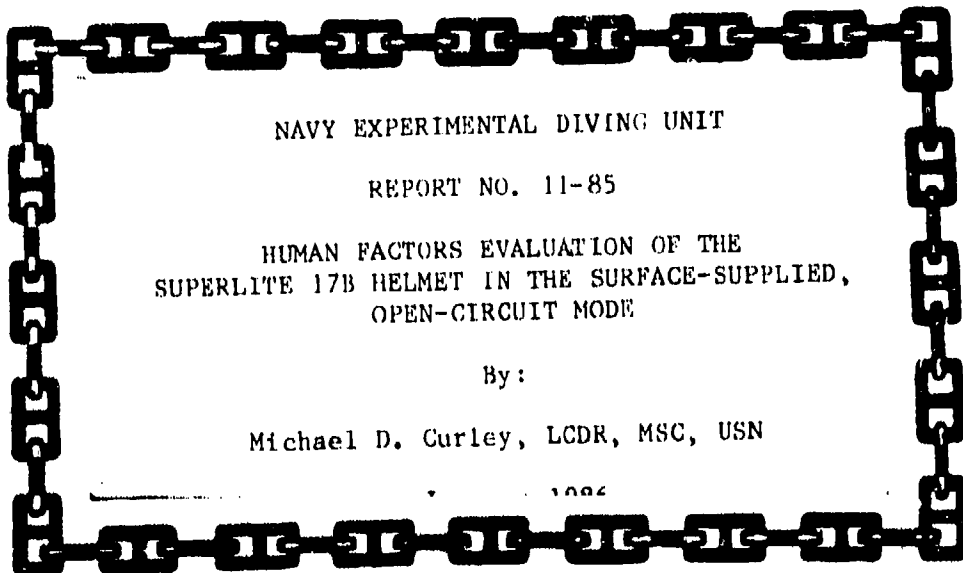 NAVY EXPERIMENTAL DIVING UNIT
REPORT NO. 11-85
HUMAN FACTORS EVALUATION OF THE
SUPERLITE 17B HELMET IN THE SURFACE-SUPPLIED,
OPEN-CIRCUIT MODE
By:
Michael D. Curley, LCDR, MSC, USN